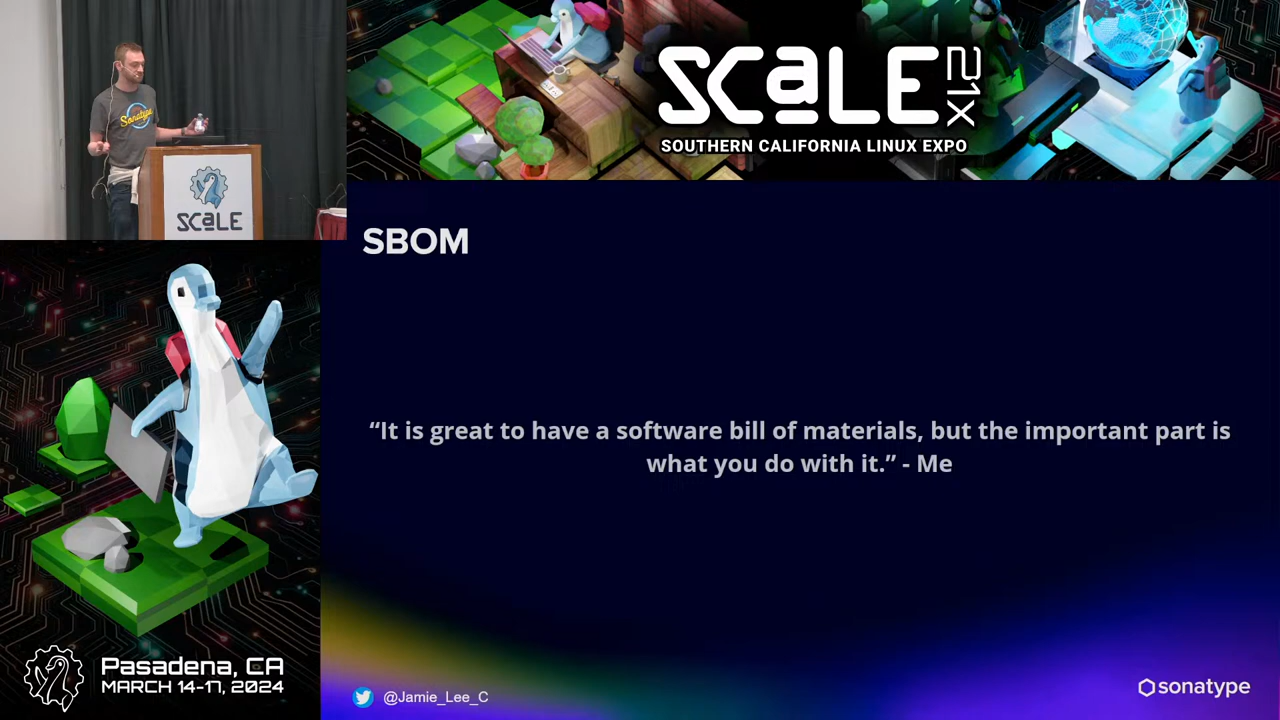 Sonatype
SCALE
SCALE 21X
SOUTHERN CALIFORNIA LINUX EXPO
SBOM
“It is great to have a software bill of materials, but the important part is
what you do with it.” - Me
Pasadena, CA
MARCH 14-17, 2024
@Jamie_Lee_C
sonatype